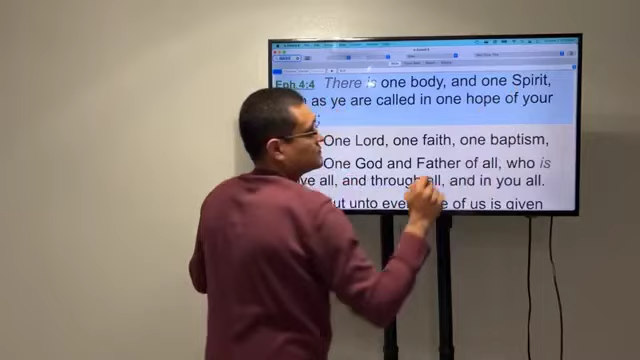 Eph 4:4 There is one body, and one Spirit,
as ye are called in one hope of your
One Lord, one faith, one baptism,
One God and Father of all, who is
all, and through all, and in you all.
unto of us is given